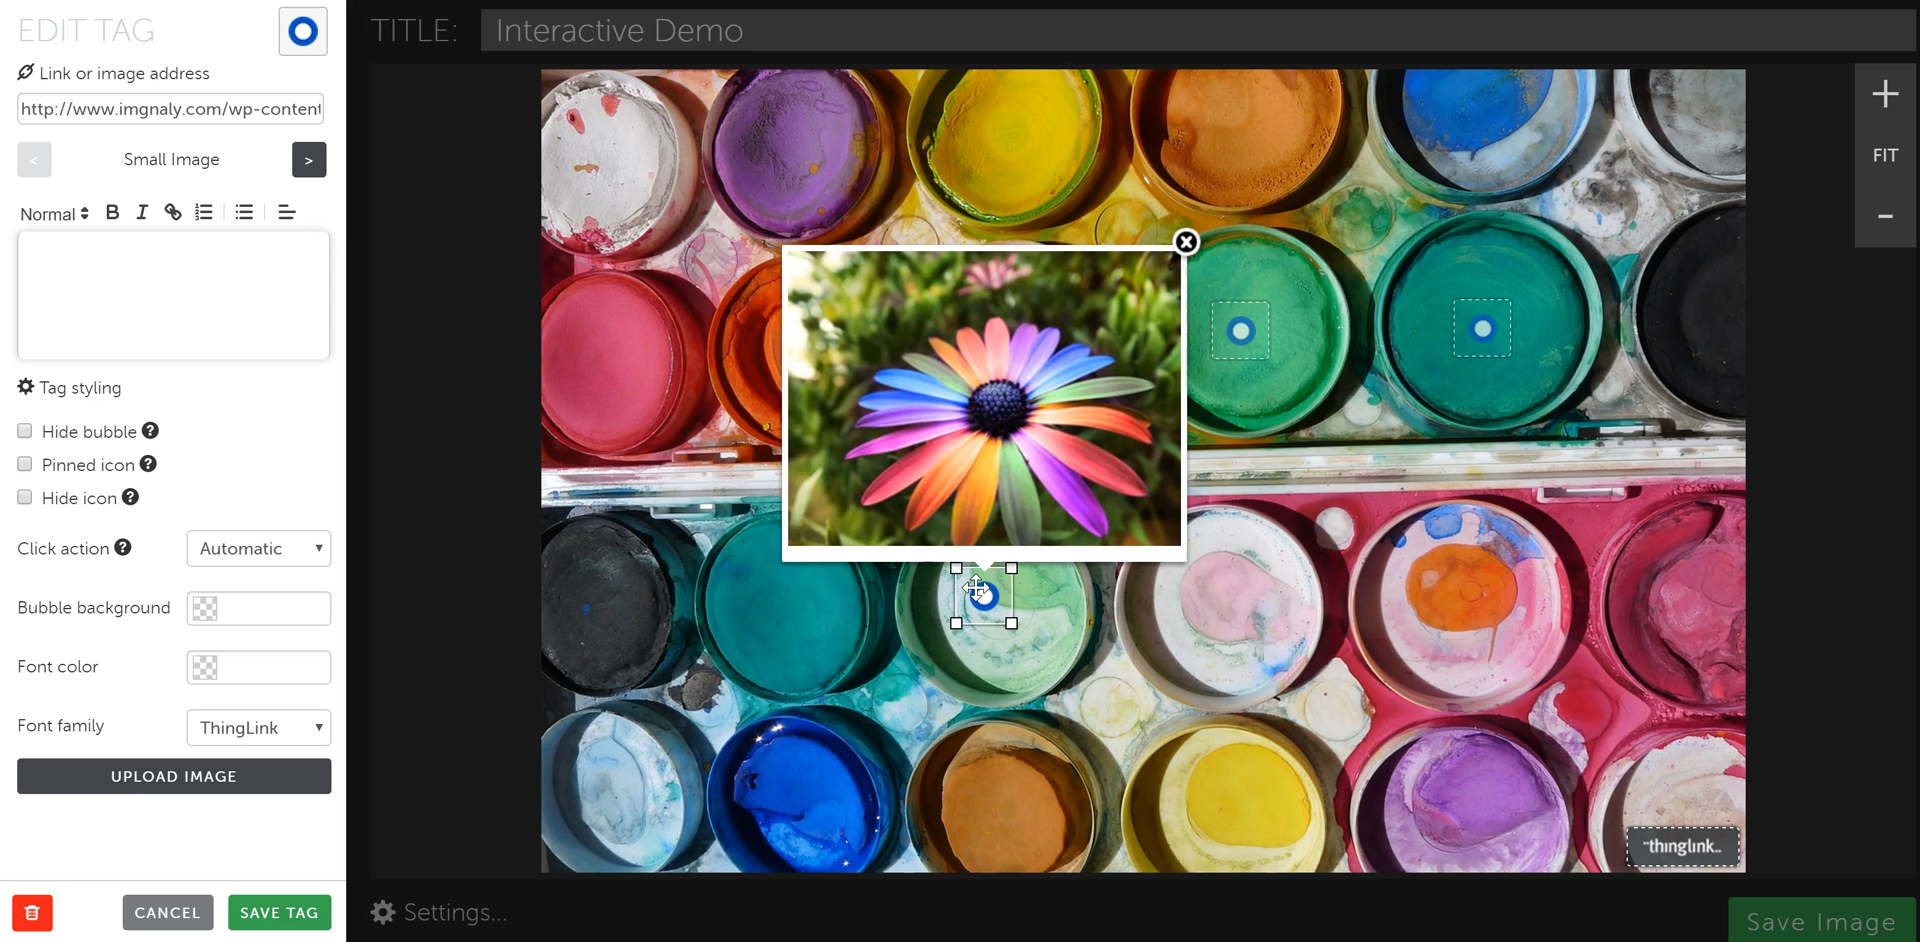 EDIT TAG
Link or image address
http://www.imgnaly.com/wp-content
< Small Image >
Normal B I
Tag styling
Hide bubble ?
Pinned icon ?
Hide icon ?
Click action ? Automatic
Bubble background
Font color
Font family ThingLink
UPLOAD IMAGE
CANCEL SAVE TAG
TITLE: Interactive Demo
+
FIT
−
thinglink..
Settings...
Save Image